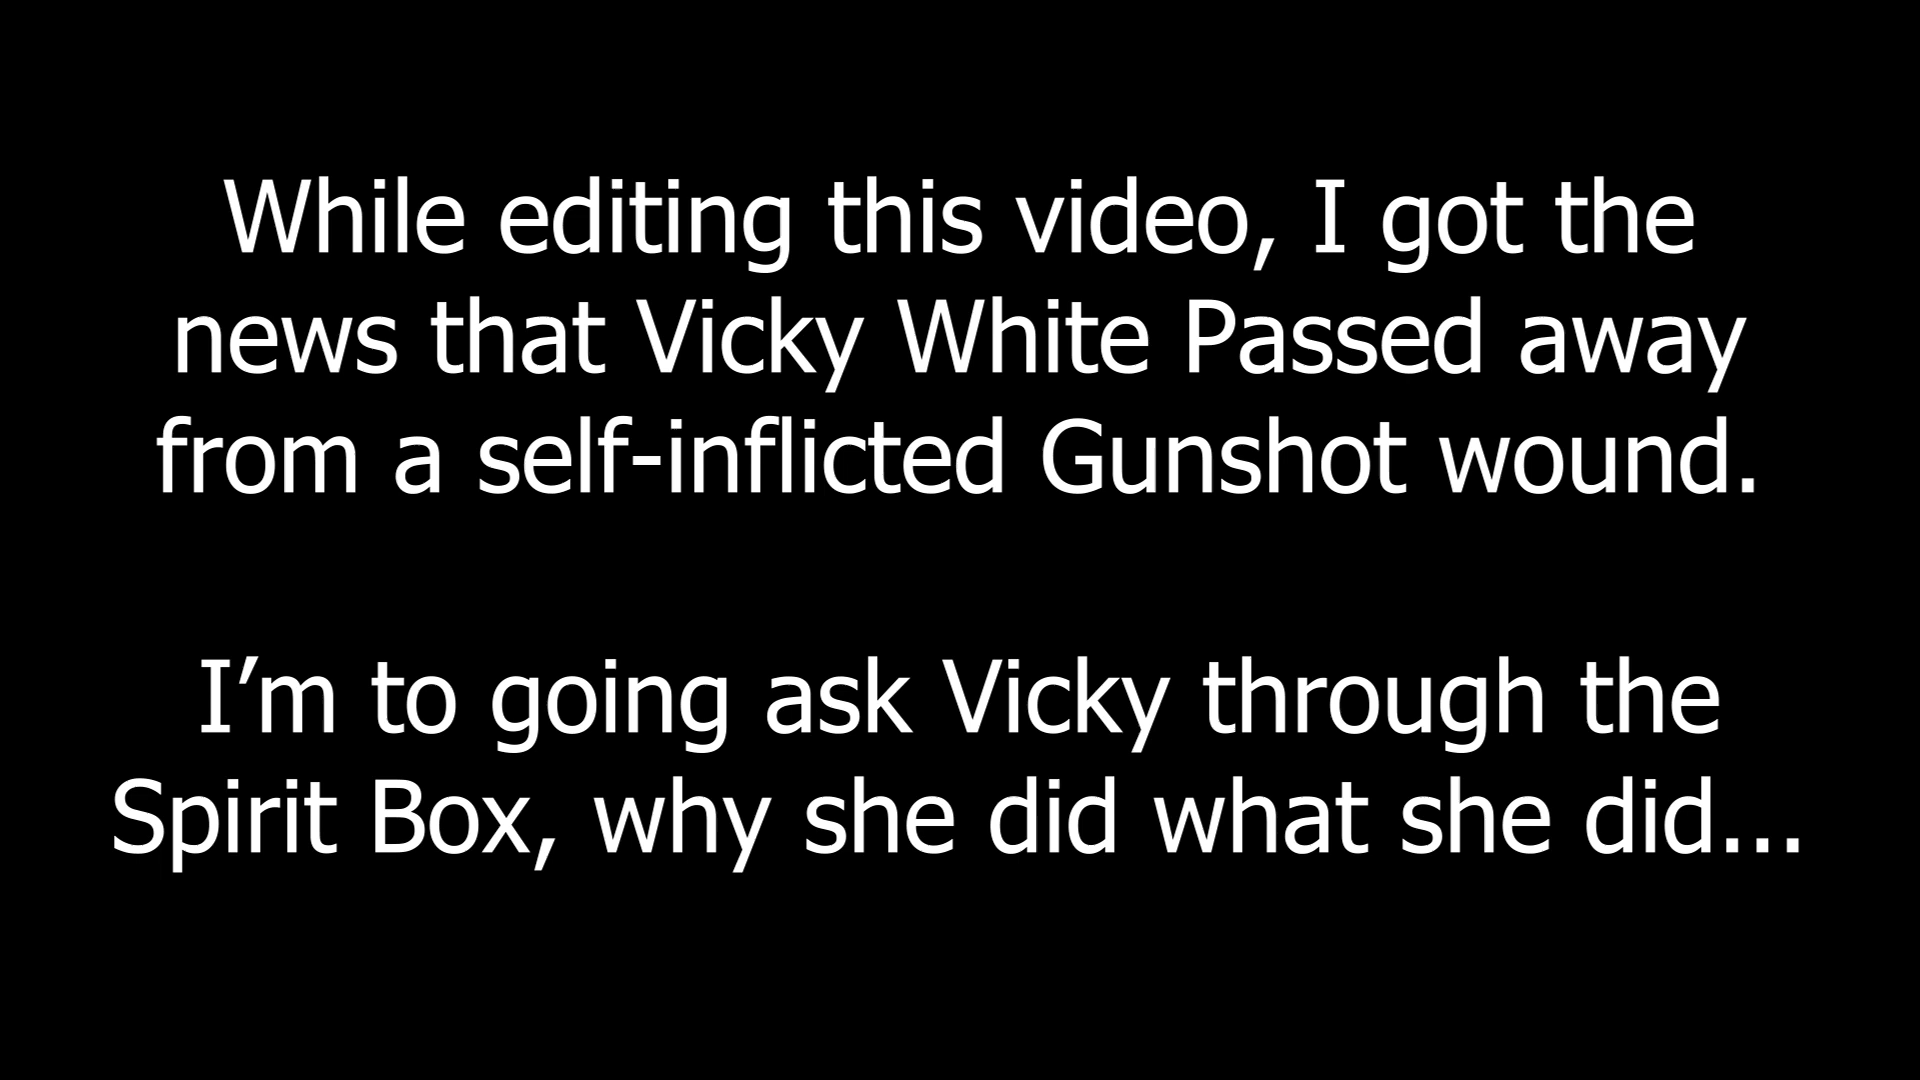 While editing this video, I got the
news that Vicky White Passed away
from a self-inflicted Gunshot wound.
I’m to going ask Vicky through the
Spirit Box, why she did what she did...